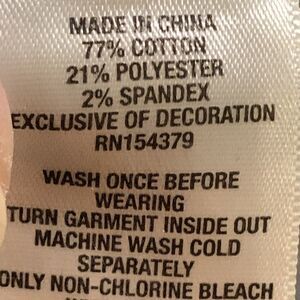 MADE IN CHINA
77% COTTON
21% POLYESTER
2% SPANDEX
EXCLUSIVE OF DECORATION
RN154379
WASH ONCE BEFORE
WEARING
TURN GARMENT INSIDE OUT
MACHINE WASH COLD
SEPARATELY
ONLY NON-CHLORINE BLEACH